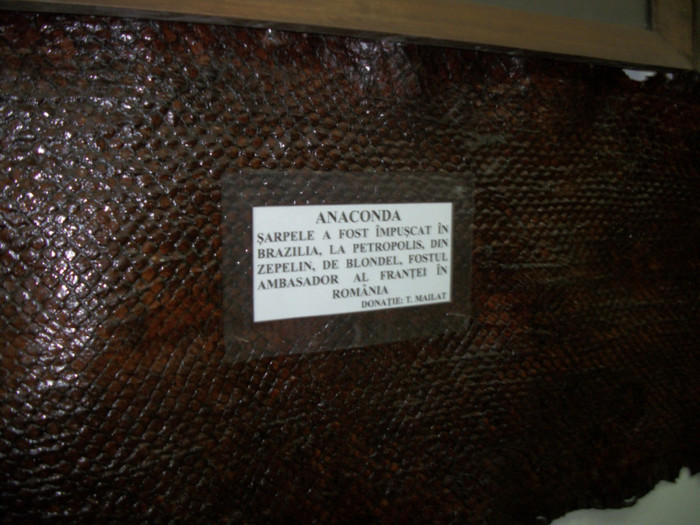 ANACONDA
ŞARPELE A FOST ÎMPUŞCAT ÎN
BRAZILIA, LA PETROPOLIS, DIN
ZEPELIN, DE BLONDEL, FOSTUL
AMBASADOR AL FRANŢEI ÎN
ROMÂNIA
DONAŢIE: T. MAILAT